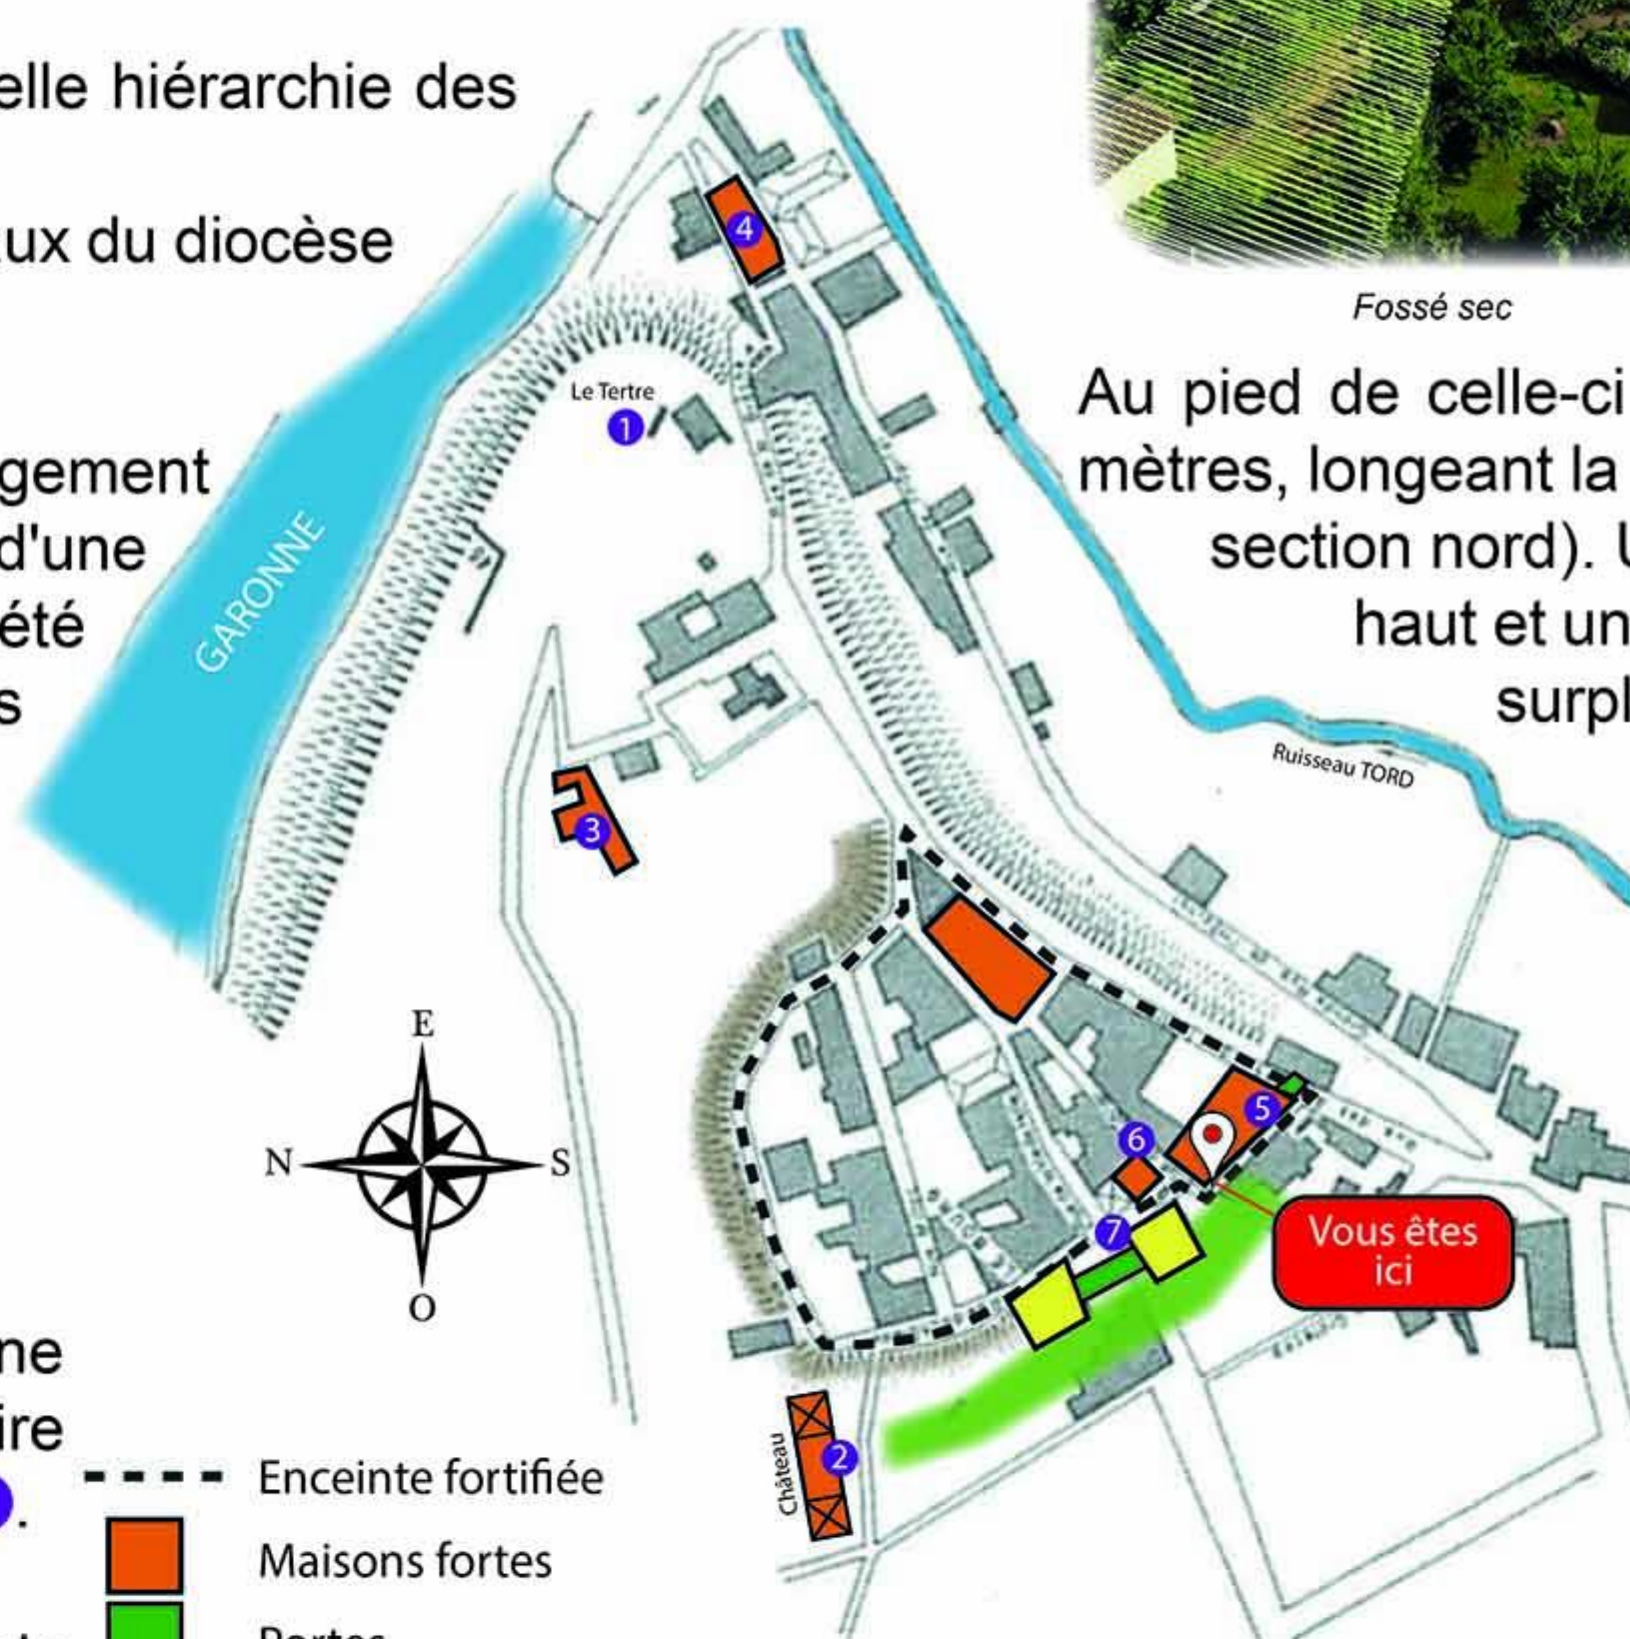 elle hiérarchie des
ux du diocèse
gement
d'une
été
s
Fossé sec
Au pied de celle-ci
mètres, longeant la
section nord). U
haut et un
surpl
Le Tertre
1
4
GARONNE
Ruisseau TORD
3
E
N
S
O
5
6
7
Vous êtes
ici
Château
2
ne
ire
.
Enceinte fortifiée
Maisons fortes
Portes